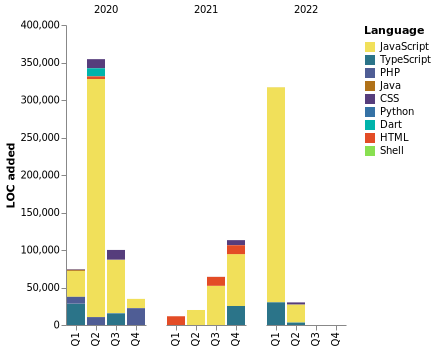 2020 2021 2022
400,000
350,000
300,000
250,000
200,000
150,000
100,000
50,000
0
LOC added
Q1 Q2 Q3 Q4 Q1 Q2 Q3 Q4 Q1 Q2 Q3 Q4
Language
JavaScript
TypeScript
PHP
Java
CSS
Python
Dart
HTML
Shell